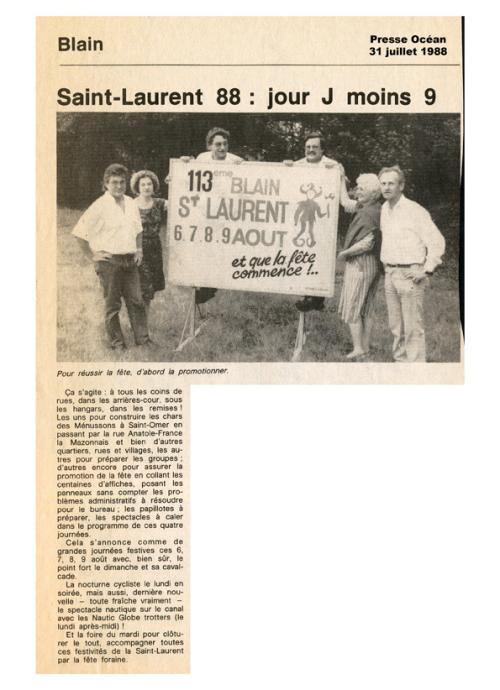 Blain
Presse Océan
31 juillet 1988
Saint-Laurent 88 : jour J moins 9
113ème BLAIN
ST LAURENT
6.7.8.9 AOUT
et que la fête
commence !..
Pour réussir la fête, d'abord la promotionner.
Ça s'agite : à tous les coins de
rues, dans les arrières-cour, sous
les hangars, dans les remises !
Les uns pour construire les chars
des Ménussons à Saint-Omer en
passant par la rue Anatole-France
la Mazonnais et bien d'autres
quartiers, rues et villages, les au-
tres pour préparer les groupes ;
d'autres encore pour assurer la
promotion de la fête en collant les
centaines d'affiches, posant les
panneaux sans compter les pro-
blèmes administratifs à résoudre
pour le bureau ; les papillotes à
préparer, les spectacles à caler
dans le programme de ces quatre
journées.
Cela s'annonce comme de
grandes journées festives ces 6,
7, 8, 9 août avec, bien sûr, le
point fort le dimanche et sa caval-
cade.
La nocturne cycliste le lundi en
soirée, mais aussi, dernière nou-
velle – toute fraîche vraiment –
le spectacle nautique sur le canal
avec les Nautic Globe trotters (le
lundi après-midi) !
Et la foire du mardi pour clôtu-
rer le tout, accompagner toutes
ces festivités de la Saint-Laurent
par la fête foraine.